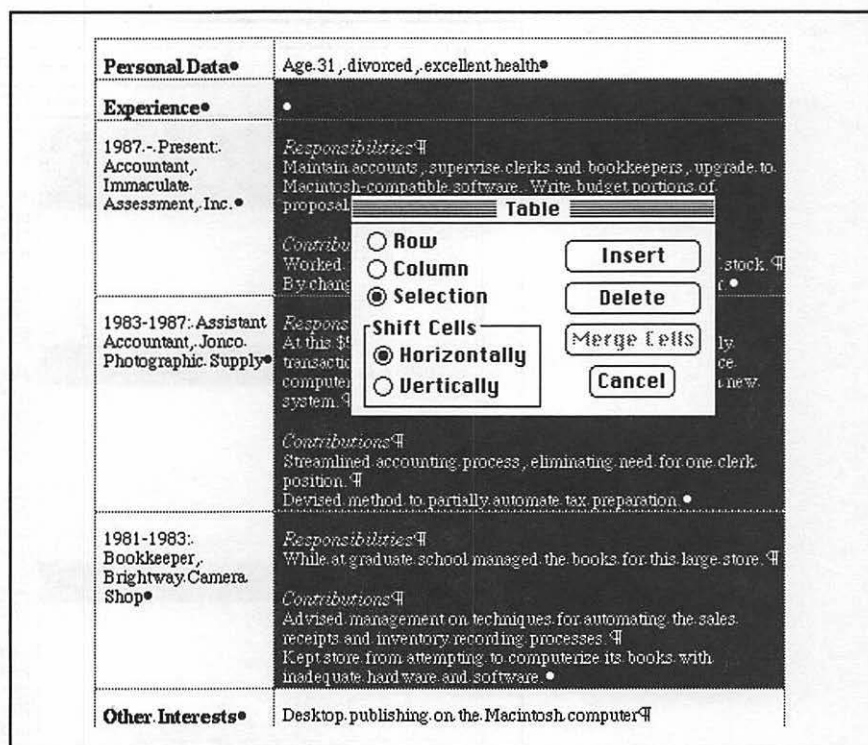 Personal Data•
Age 31, divorced, excellent health•
Experience•
•
1987 - Present:
Accountant,
Immaculate
Assessment, Inc.•
Responsibilities¶
Maintain accounts, supervise clerks and bookkeepers, upgrade to
Macintosh-compatible software. Write budget portions of
proposal
Contribu
Worked stock.¶
By chang •
1983-1987: Assistant
Accountant, Jonco
Photographic Supply•
Respons
At this $ ly
transactio ce
computer new
system.¶
Contributions¶
Streamlined accounting process, eliminating need for one clerk
position.¶
Devised method to partially automate tax preparation.•
1981-1983:
Bookkeeper,
Brightway Camera
Shop•
Responsibilities¶
While at graduate school managed the books for this large store.¶
Contributions¶
Advised management on techniques for automating the sales
receipts and inventory recording processes.¶
Kept store from attempting to computerize its books with
inadequate hardware and software.•
Other Interests•
Desktop publishing on the Macintosh computer¶
Table
Row
Column
Selection
Shift Cells
Horizontally
Vertically
Insert
Delete
Merge Cells
Cancel